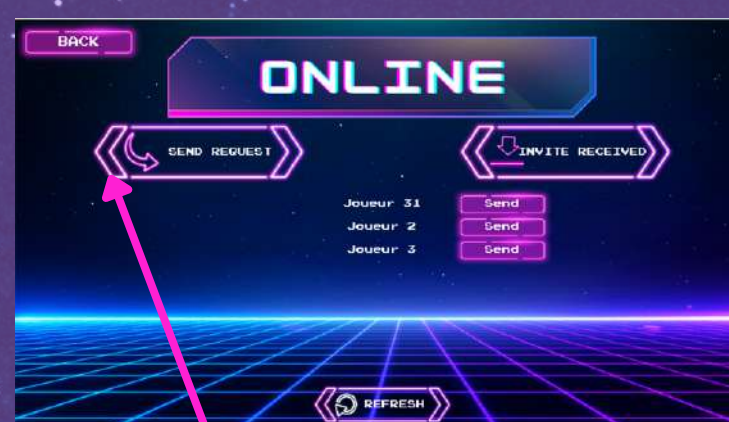 BACK
ONLINE
SEND REQUEST
INVITE RECEIVED
Joueur 31 Send
Joueur 2 Send
Joueur 3 Send
REFRESH